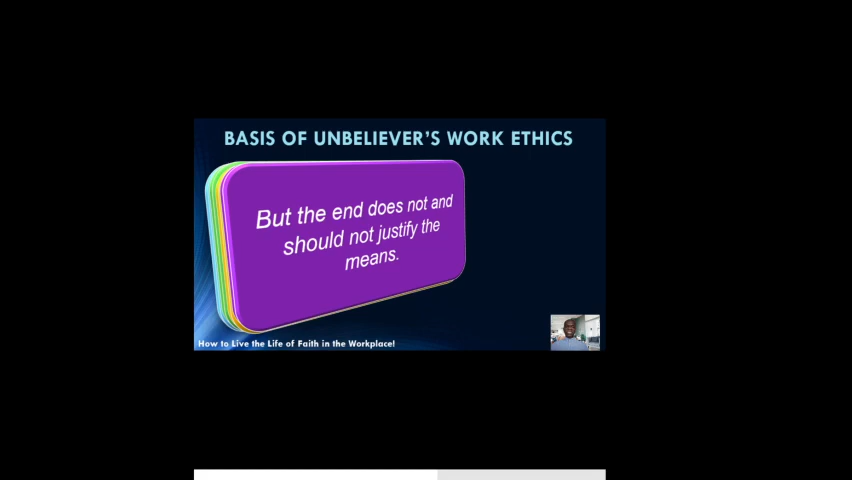 BASIS OF UNBELIEVER'S WORK ETHICS
But the end does not and
should not justify the
means.
How to Live the Life of Faith in the Workplace!